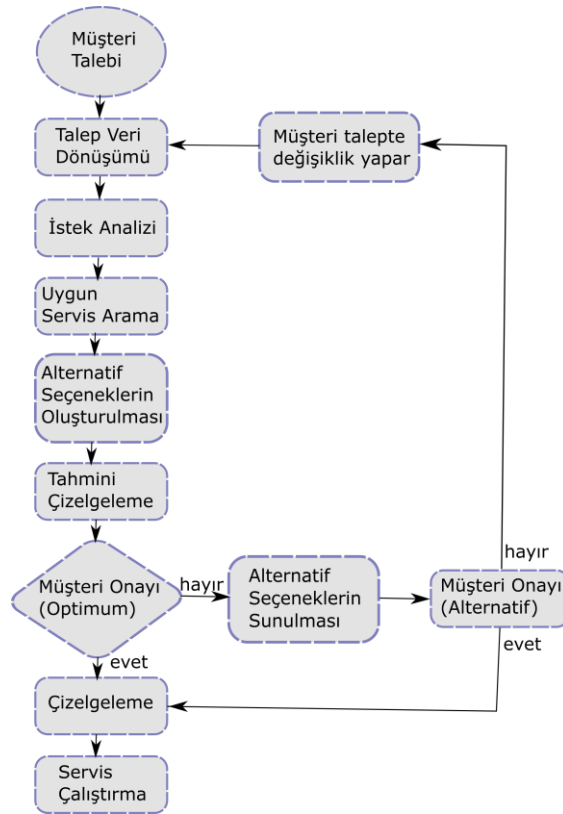 Müşteri
Talebi
Talep Veri
Dönüşümü
Müşteri talepte
değişiklik yapar
İstek Analizi
Uygun
Servis Arama
Alternatif
Seçeneklerin
Oluşturulması
Tahmini
Çizelgeleme
Müşteri Onayı
(Optimum)
hayır
Alternatif
Seçeneklerin
Sunulması
Müşteri Onayı
(Alternatif)
hayır
evet
evet
Çizelgeleme
Servis
Çalıştırma